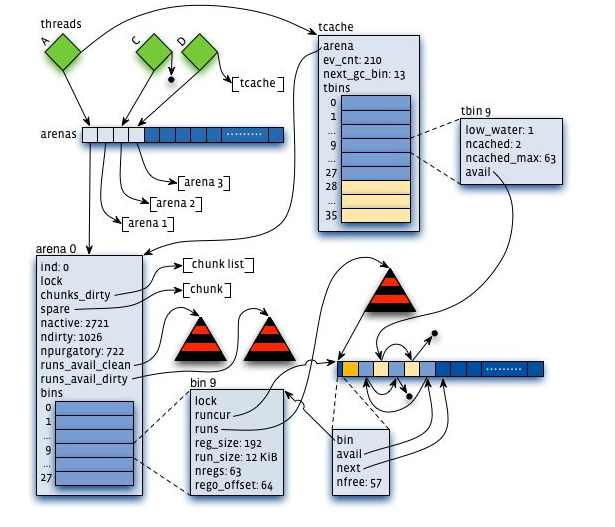 threads
A
C
D
[tcache]
arenas
.........
[arena 3]
[arena 2]
[arena 1]
tcache
arena
ev_cnt: 210
next_gc_bin: 13
tbins
0
1
...
9
...
27
28
...
35
tbin 9
low_water: 1
ncached: 2
ncached_max: 63
avail
arena 0
ind: 0
lock
chunks_dirty
spare
nactive: 2721
ndirty: 1026
npurgatory: 722
runs_avail_clean
runs_avail_dirty
bins
0
1
...
9
...
27
[chunk list]
[chunk]
bin 9
lock
runcur
runs
reg_size: 192
run_size: 12 KiB
nregs: 63
rego_offset: 64
.........
bin
avail
next
nfree: 57